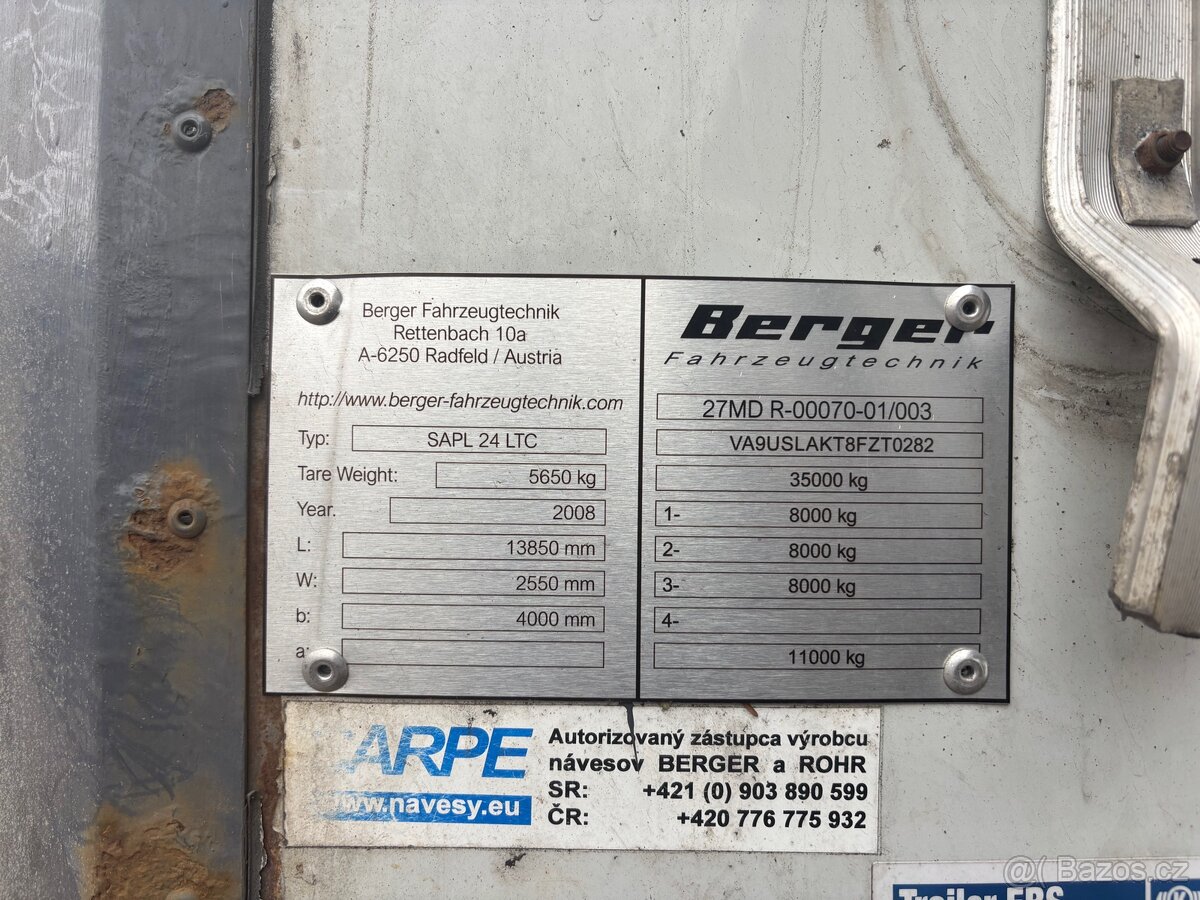 Berger Fahrzeugtechnik
Rettenbach 10a
A-6250 Radfeld / Austria
http://www.berger-fahrzeugtechnik.com
Typ: SAPL 24 LTC
Tare Weight: 5650 kg
Year. 2008
L: 13850 mm
W: 2550 mm
b: 4000 mm
a:
Berger
Fahrzeugtechnik
27MD R-00070-01/003
VA9USLAKT8FZT0282
35000 kg
1- 8000 kg
2- 8000 kg
3- 8000 kg
4-
11000 kg
ARPE
www.navesy.eu
Autorizovaný zástupca výrobcu
návesov BERGER a ROHR
SR: +421 (0) 903 890 599
ČR: +420 776 775 932
Trailer EBS
@( Bazos.cz